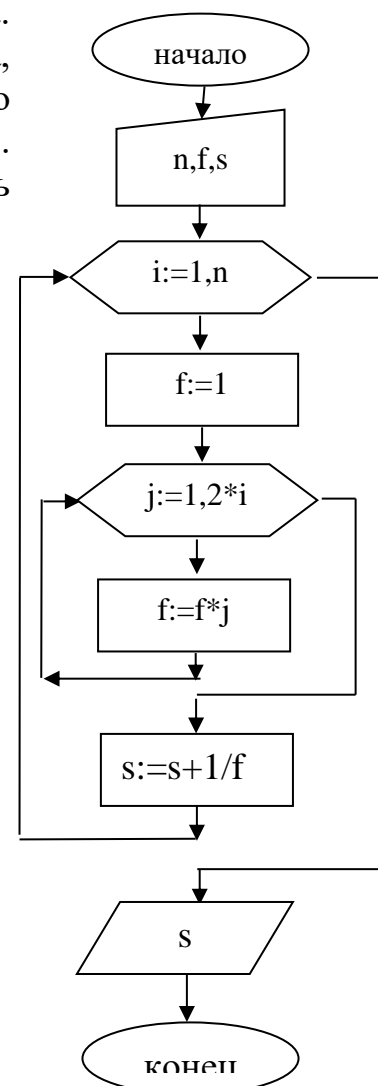 начало
n,f,s
i:=1,n
f:=1
j:=1,2*i
f:=f*j
s:=s+1/f
s
конец